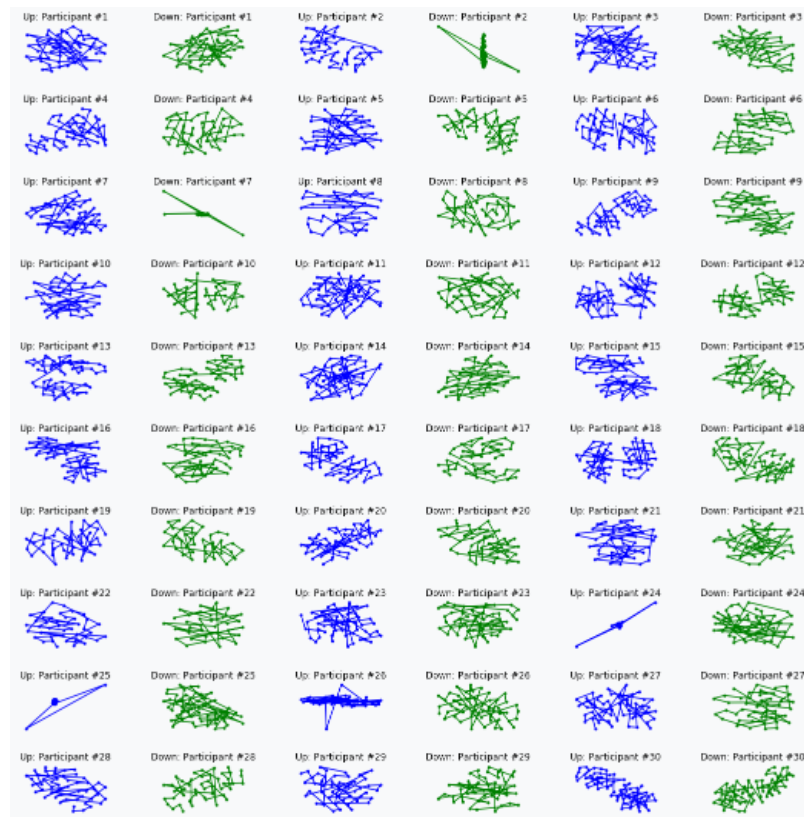 Up: Participant #1 Down: Participant #1 Up: Participant #2 Down: Participant #2 Up: Participant #3 Down: Participant #3
Up: Participant #4 Down: Participant #4 Up: Participant #5 Down: Participant #5 Up: Participant #6 Down: Participant #6
Up: Participant #7 Down: Participant #7 Up: Participant #8 Down: Participant #8 Up: Participant #9 Down: Participant #9
Up: Participant #10 Down: Participant #10 Up: Participant #11 Down: Participant #11 Up: Participant #12 Down: Participant #12
Up: Participant #13 Down: Participant #13 Up: Participant #14 Down: Participant #14 Up: Participant #15 Down: Participant #15
Up: Participant #16 Down: Participant #16 Up: Participant #17 Down: Participant #17 Up: Participant #18 Down: Participant #18
Up: Participant #19 Down: Participant #19 Up: Participant #20 Down: Participant #20 Up: Participant #21 Down: Participant #21
Up: Participant #22 Down: Participant #22 Up: Participant #23 Down: Participant #23 Up: Participant #24 Down: Participant #24
Up: Participant #25 Down: Participant #25 Up: Participant #26 Down: Participant #26 Up: Participant #27 Down: Participant #27
Up: Participant #28 Down: Participant #28 Up: Participant #29 Down: Participant #29 Up: Participant #30 Down: Participant #30